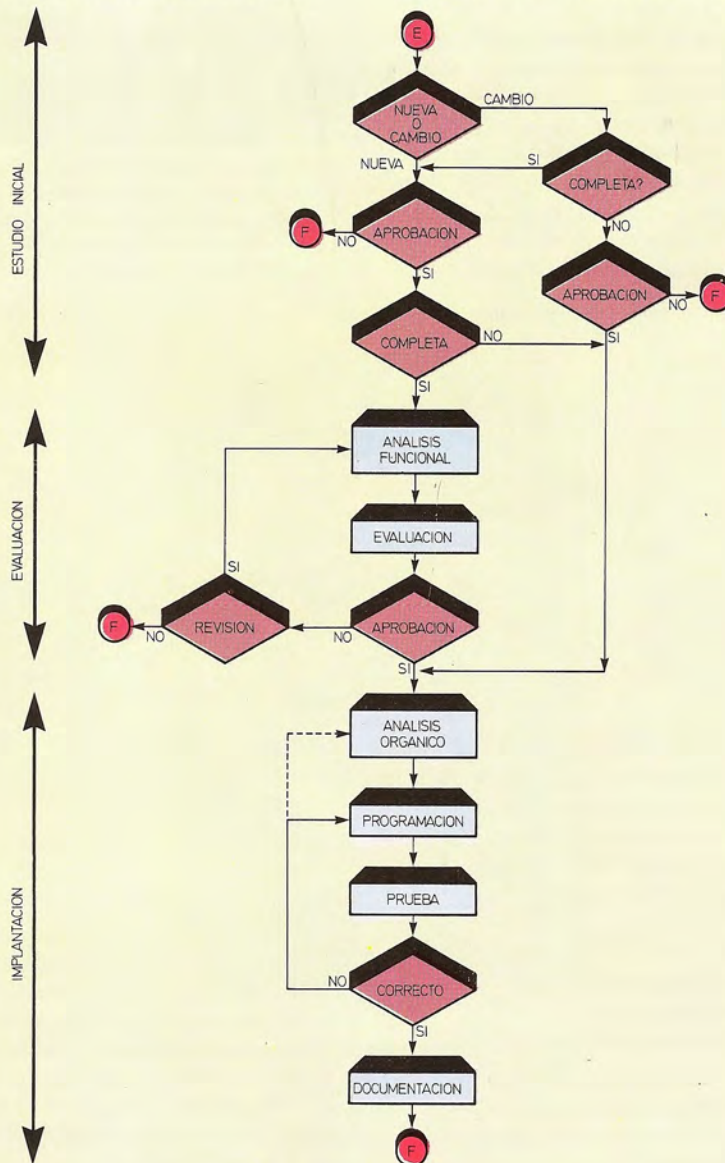 E
NUEVA
O
CAMBIO
CAMBIO
NUEVA
SI
COMPLETA?
NO
F
NO
APROBACION
SI
APROBACION
NO
F
SI
COMPLETA
NO
SI
ANALISIS
FUNCIONAL
EVALUACION
SI
F
NO
REVISION
NO
APROBACION
SI
ANALISIS
ORGANICO
PROGRAMACION
PRUEBA
NO
CORRECTO
SI
DOCUMENTACION
F
ESTUDIO INICIAL
EVALUACION
IMPLANTACION